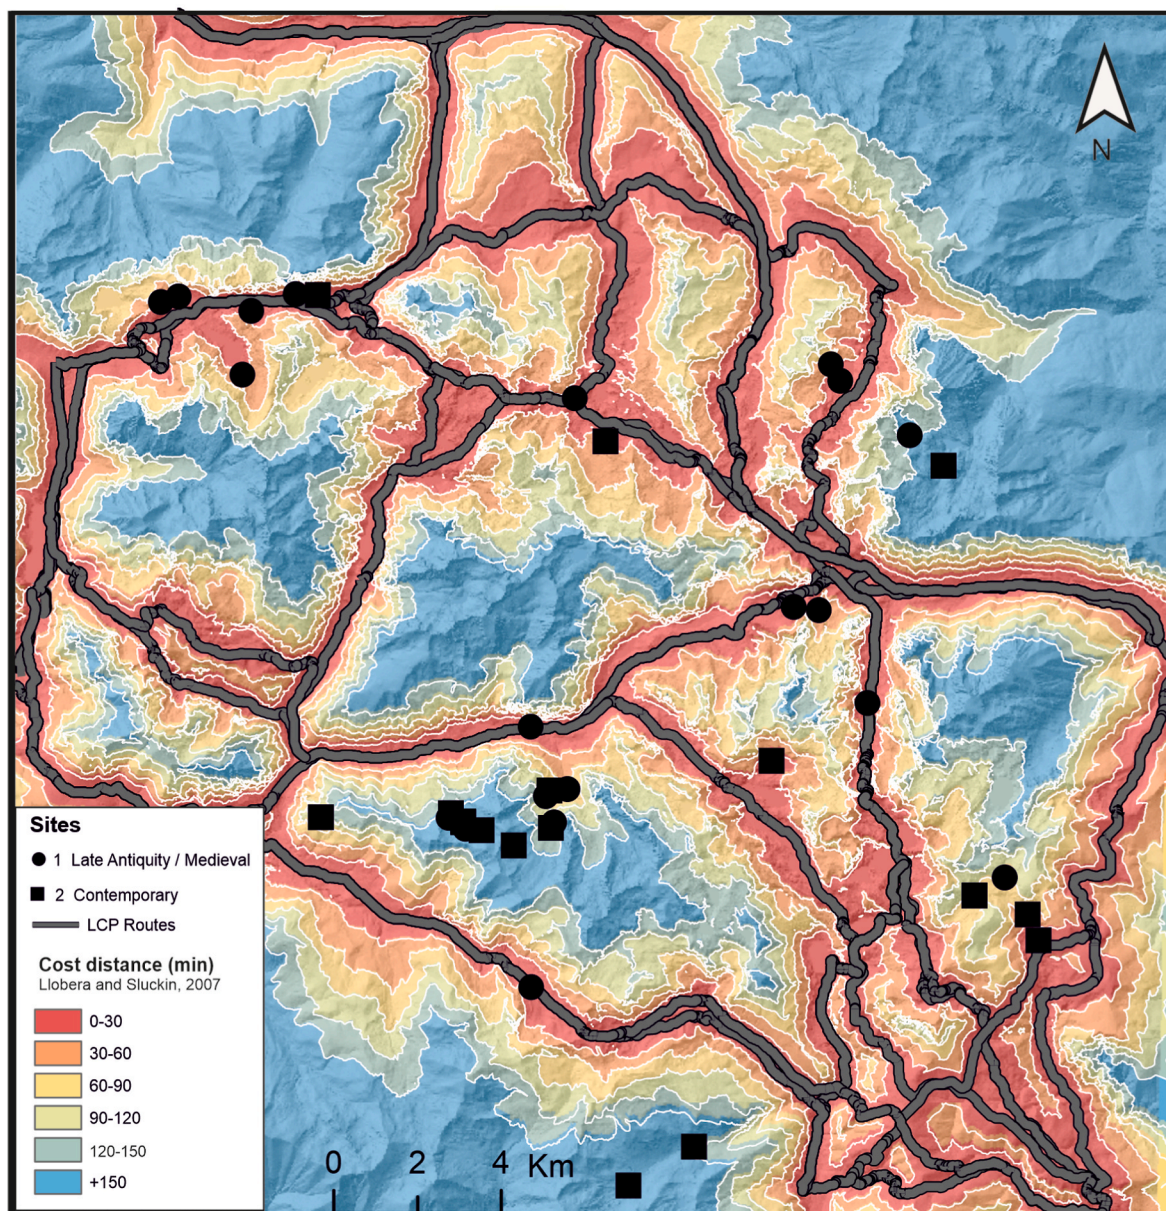 N
Sites
1 Late Antiquity / Medieval
2 Contemporary
LCP Routes
Cost distance (min)
Llobera and Sluckin, 2007
0-30
30-60
60-90
90-120
120-150
+150
0 2 4 Km